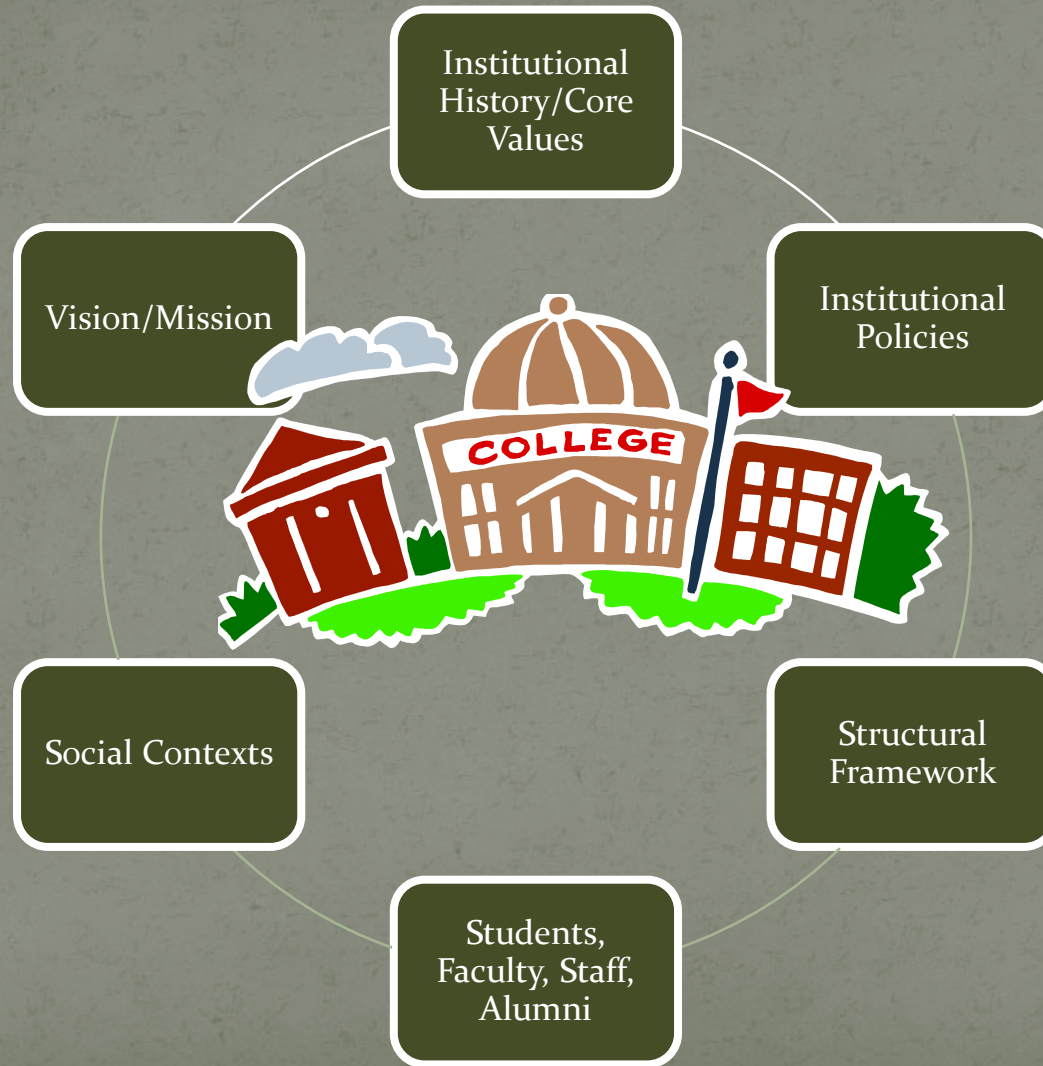 Institutional
History/Core
Values
Vision/Mission
Institutional
Policies
COLLEGE
Social Contexts
Structural
Framework
Students,
Faculty, Staff,
Alumni